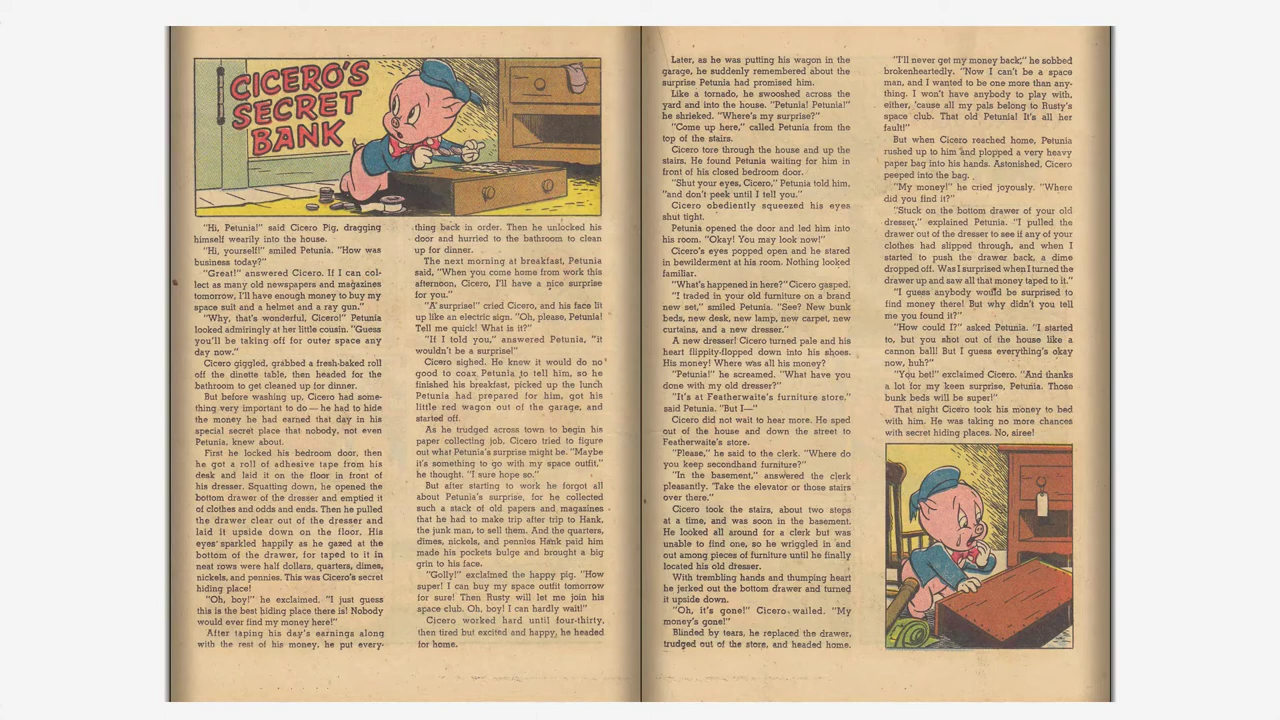 CICERO'S
SECRET
BANK
"Hi, Petunia!" said Cicero Pig, dragging
himself wearily into the house.
"Hi, yourself!" smiled Petunia. "How was
business today?"
"Great!" answered Cicero. If I can col-
lect as many old newspapers and magazines
tomorrow, I'll have enough money to buy my
space suit and a helmet and a ray gun."
"Why, that's wonderful, Cicero!" Petunia
looked admiringly at her little cousin. "Guess
you'll be taking off for outer space any
day now."
Cicero giggled, grabbed a fresh-baked roll
off the dinette table, then headed for the
bathroom to get cleaned up for dinner.
But before washing up, Cicero had some-
thing very important to do — he had to hide
the money he had earned that day in his
special secret place that nobody, not even
Petunia, knew about.
First he locked his bedroom door, then
he got a roll of adhesive tape from his
desk and laid it on the floor in front of
his dresser. Squatting down, he opened the
bottom drawer of the dresser and emptied it
of clothes and odds and ends. Then he pulled
the drawer clear out of the dresser and
laid it upside down on the floor. His
eyes sparkled happily as he gazed at the
bottom of the drawer, for taped to it in
neat rows were half dollars, quarters, dimes,
nickels, and pennies. This was Cicero's secret
hiding place!
"Oh, boy!" he exclaimed. "I just guess
this is the best hiding place there is! Nobody
would ever find my money here!"
After taping his day's earnings along
with the rest of his money, he put every-
thing back in order. Then he unlocked his
door and hurried to the bathroom to clean
up for dinner.
The next morning at breakfast, Petunia
said, "When you come home from work this
afternoon, Cicero, I'll have a nice surprise
for you."
"A surprise!" cried Cicero, and his face lit
up like an electric sign. "Oh, please, Petunia!
Tell me quick! What is it?"
"If I told you," answered Petunia, "it
wouldn't be a surprise!"
Cicero sighed. He knew it would do no
good to coax Petunia to tell him, so he
finished his breakfast, picked up the lunch
Petunia had prepared for him, got his
little red wagon out of the garage, and
started off.
As he trudged across town to begin his
paper collecting job, Cicero tried to figure
out what Petunia's surprise might be. "Maybe
it's something to go with my space outfit,"
he thought. "I sure hope so."
But after starting to work he forgot all
about Petunia's surprise, for he collected
such a stack of old papers and magazines
that he had to make trip after trip to Hank,
the junk man, to sell them. And the quarters,
dimes, nickels, and pennies Hank paid him
made his pockets bulge and brought a big
grin to his face.
"Golly!" exclaimed the happy pig. "How
super! I can buy my space outfit tomorrow
for sure! Then Rusty will let me join his
space club. Oh, boy! I can hardly wait!"
Cicero worked hard until four-thirty,
then tired but excited and happy, he headed
for home.
Later, as he was putting his wagon in the
garage, he suddenly remembered about the
surprise Petunia had promised him.
Like a tornado, he swooshed across the
yard and into the house. "Petunia! Petunia!"
he shrieked. "Where's my surprise?"
"Come up here," called Petunia from the
top of the stairs.
Cicero tore through the house and up the
stairs. He found Petunia waiting for him in
front of his closed bedroom door.
"Shut your eyes, Cicero," Petunia told him,
"and don't peek until I tell you."
Cicero obediently squeezed his eyes
shut tight.
Petunia opened the door and led him into
his room. "Okay! You may look now!"
Cicero's eyes popped open and he stared
in bewilderment at his room. Nothing looked
familiar.
"What's happened in here?" Cicero gasped.
"I traded in your old furniture on a brand
new set," smiled Petunia. "See? New bunk
beds, new desk, new lamp, new carpet, new
curtains, and a new dresser."
A new dresser! Cicero turned pale and his
heart flippity-flopped down into his shoes.
His money! Where was all his money?
"Petunia!" he screamed. "What have you
done with my old dresser?"
"It's at Featherwaite's furniture store,"
said Petunia. "But I—"
Cicero did not wait to hear more. He sped
out of the house and down the street to
Featherwaite's store.
"Please," he said to the clerk. "Where do
you keep secondhand furniture?"
"In the basement," answered the clerk
pleasantly. "Take the elevator or those stairs
over there."
Cicero took the stairs, about two steps
at a time, and was soon in the basement.
He looked all around for a clerk but was
unable to find one, so he wriggled in and
out among pieces of furniture until he finally
located his old dresser.
With trembling hands and thumping heart
he jerked out the bottom drawer and turned
it upside down.
"Oh, it's gone!" Cicero wailed. "My
money's gone!"
Blinded by tears, he replaced the drawer,
trudged out of the store, and headed home.
"I'll never get my money back," he sobbed
brokenheartedly. "Now I can't be a space
man, and I wanted to be one more than any-
thing. I won't have anybody to play with,
either, 'cause all my pals belong to Rusty's
space club. That old Petunia! It's all her
fault!"
But when Cicero reached home, Petunia
rushed up to him and plopped a very heavy
paper bag into his hands. Astonished, Cicero
peeped into the bag.
"My money!" he cried joyously. "Where
did you find it?"
"Stuck on the bottom drawer of your old
dresser," explained Petunia. "I pulled the
drawer out of the dresser to see if any of your
clothes had slipped through, and when I
started to push the drawer back, a dime
dropped off. Was I surprised when I turned the
drawer up and saw all that money taped to it."
"I guess anybody would be surprised to
find money there! But why didn't you tell
me you found it?"
"How could I?" asked Petunia. "I started
to, but you shot out of the house like a
cannon ball! But I guess everything's okay
now, huh?"
"You bet!" exclaimed Cicero. "And thanks
a lot for my keen surprise, Petunia. Those
bunk beds will be super!"
That night Cicero took his money to bed
with him. He was taking no more chances
with secret hiding places. No, siree!